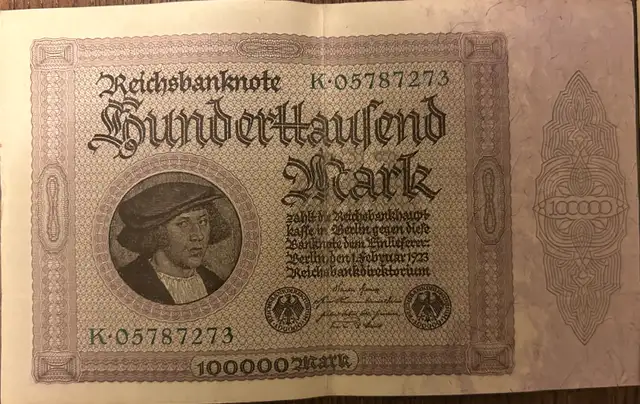 Reichsbanknote K·05787273
Hunderttausend
Mark
zahlt die Reichsbankhaupt-
kasse in Berlin gegen diese
Banknote dem Einlieferer.
Berlin, den 1. Februar 1923
Reichsbankdirektorium
100000
K·05787273
100000 Mark